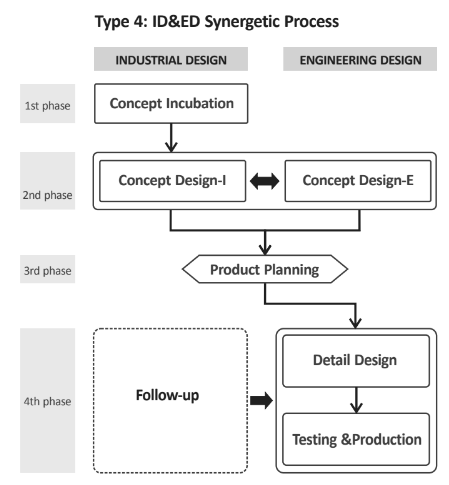 Type 4: ID&ED Synergetic Process
INDUSTRIAL DESIGN
ENGINEERING DESIGN
1st phase
Concept Incubation
2nd phase
Concept Design-I
Concept Design-E
3rd phase
Product Planning
4th phase
Follow-up
Detail Design
Testing &Production